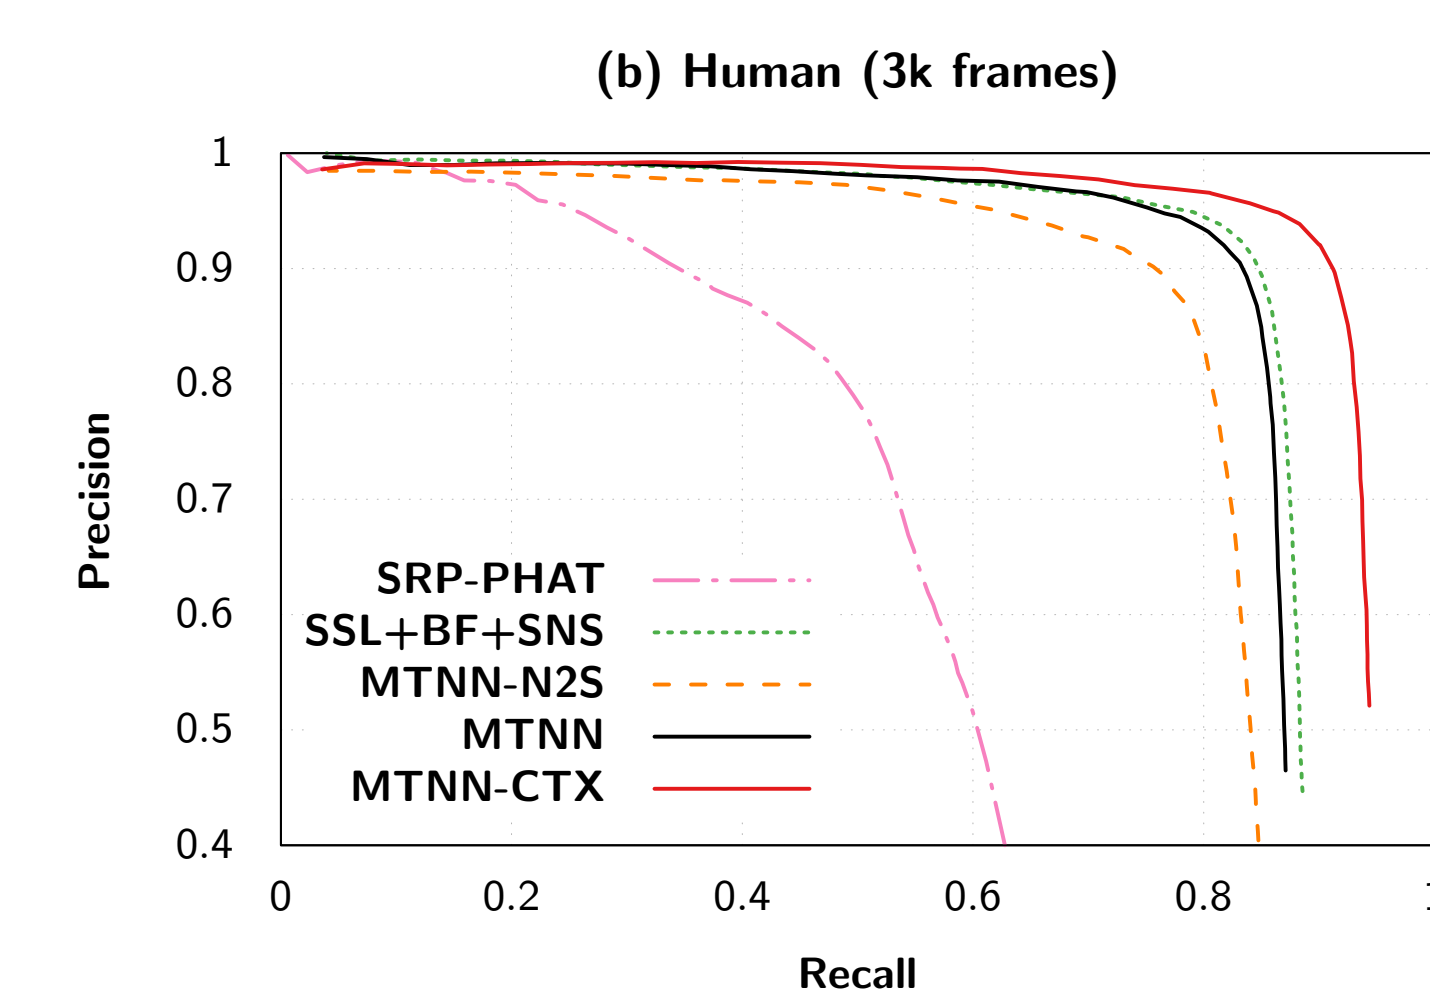 (b) Human (3k frames)
1
0.9
0.8
0.7
0.6
0.5
0.4
Precision
SRP-PHAT
SSL+BF+SNS
MTNN-N2S
MTNN
MTNN-CTX
0 0.2 0.4 0.6 0.8
Recall